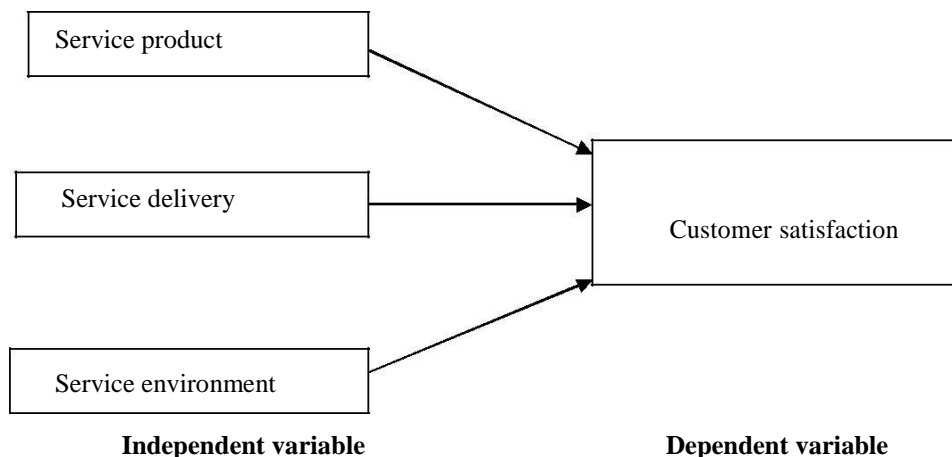 Service product
Service delivery
Customer satisfaction
Service environment
Independent variable
Dependent variable